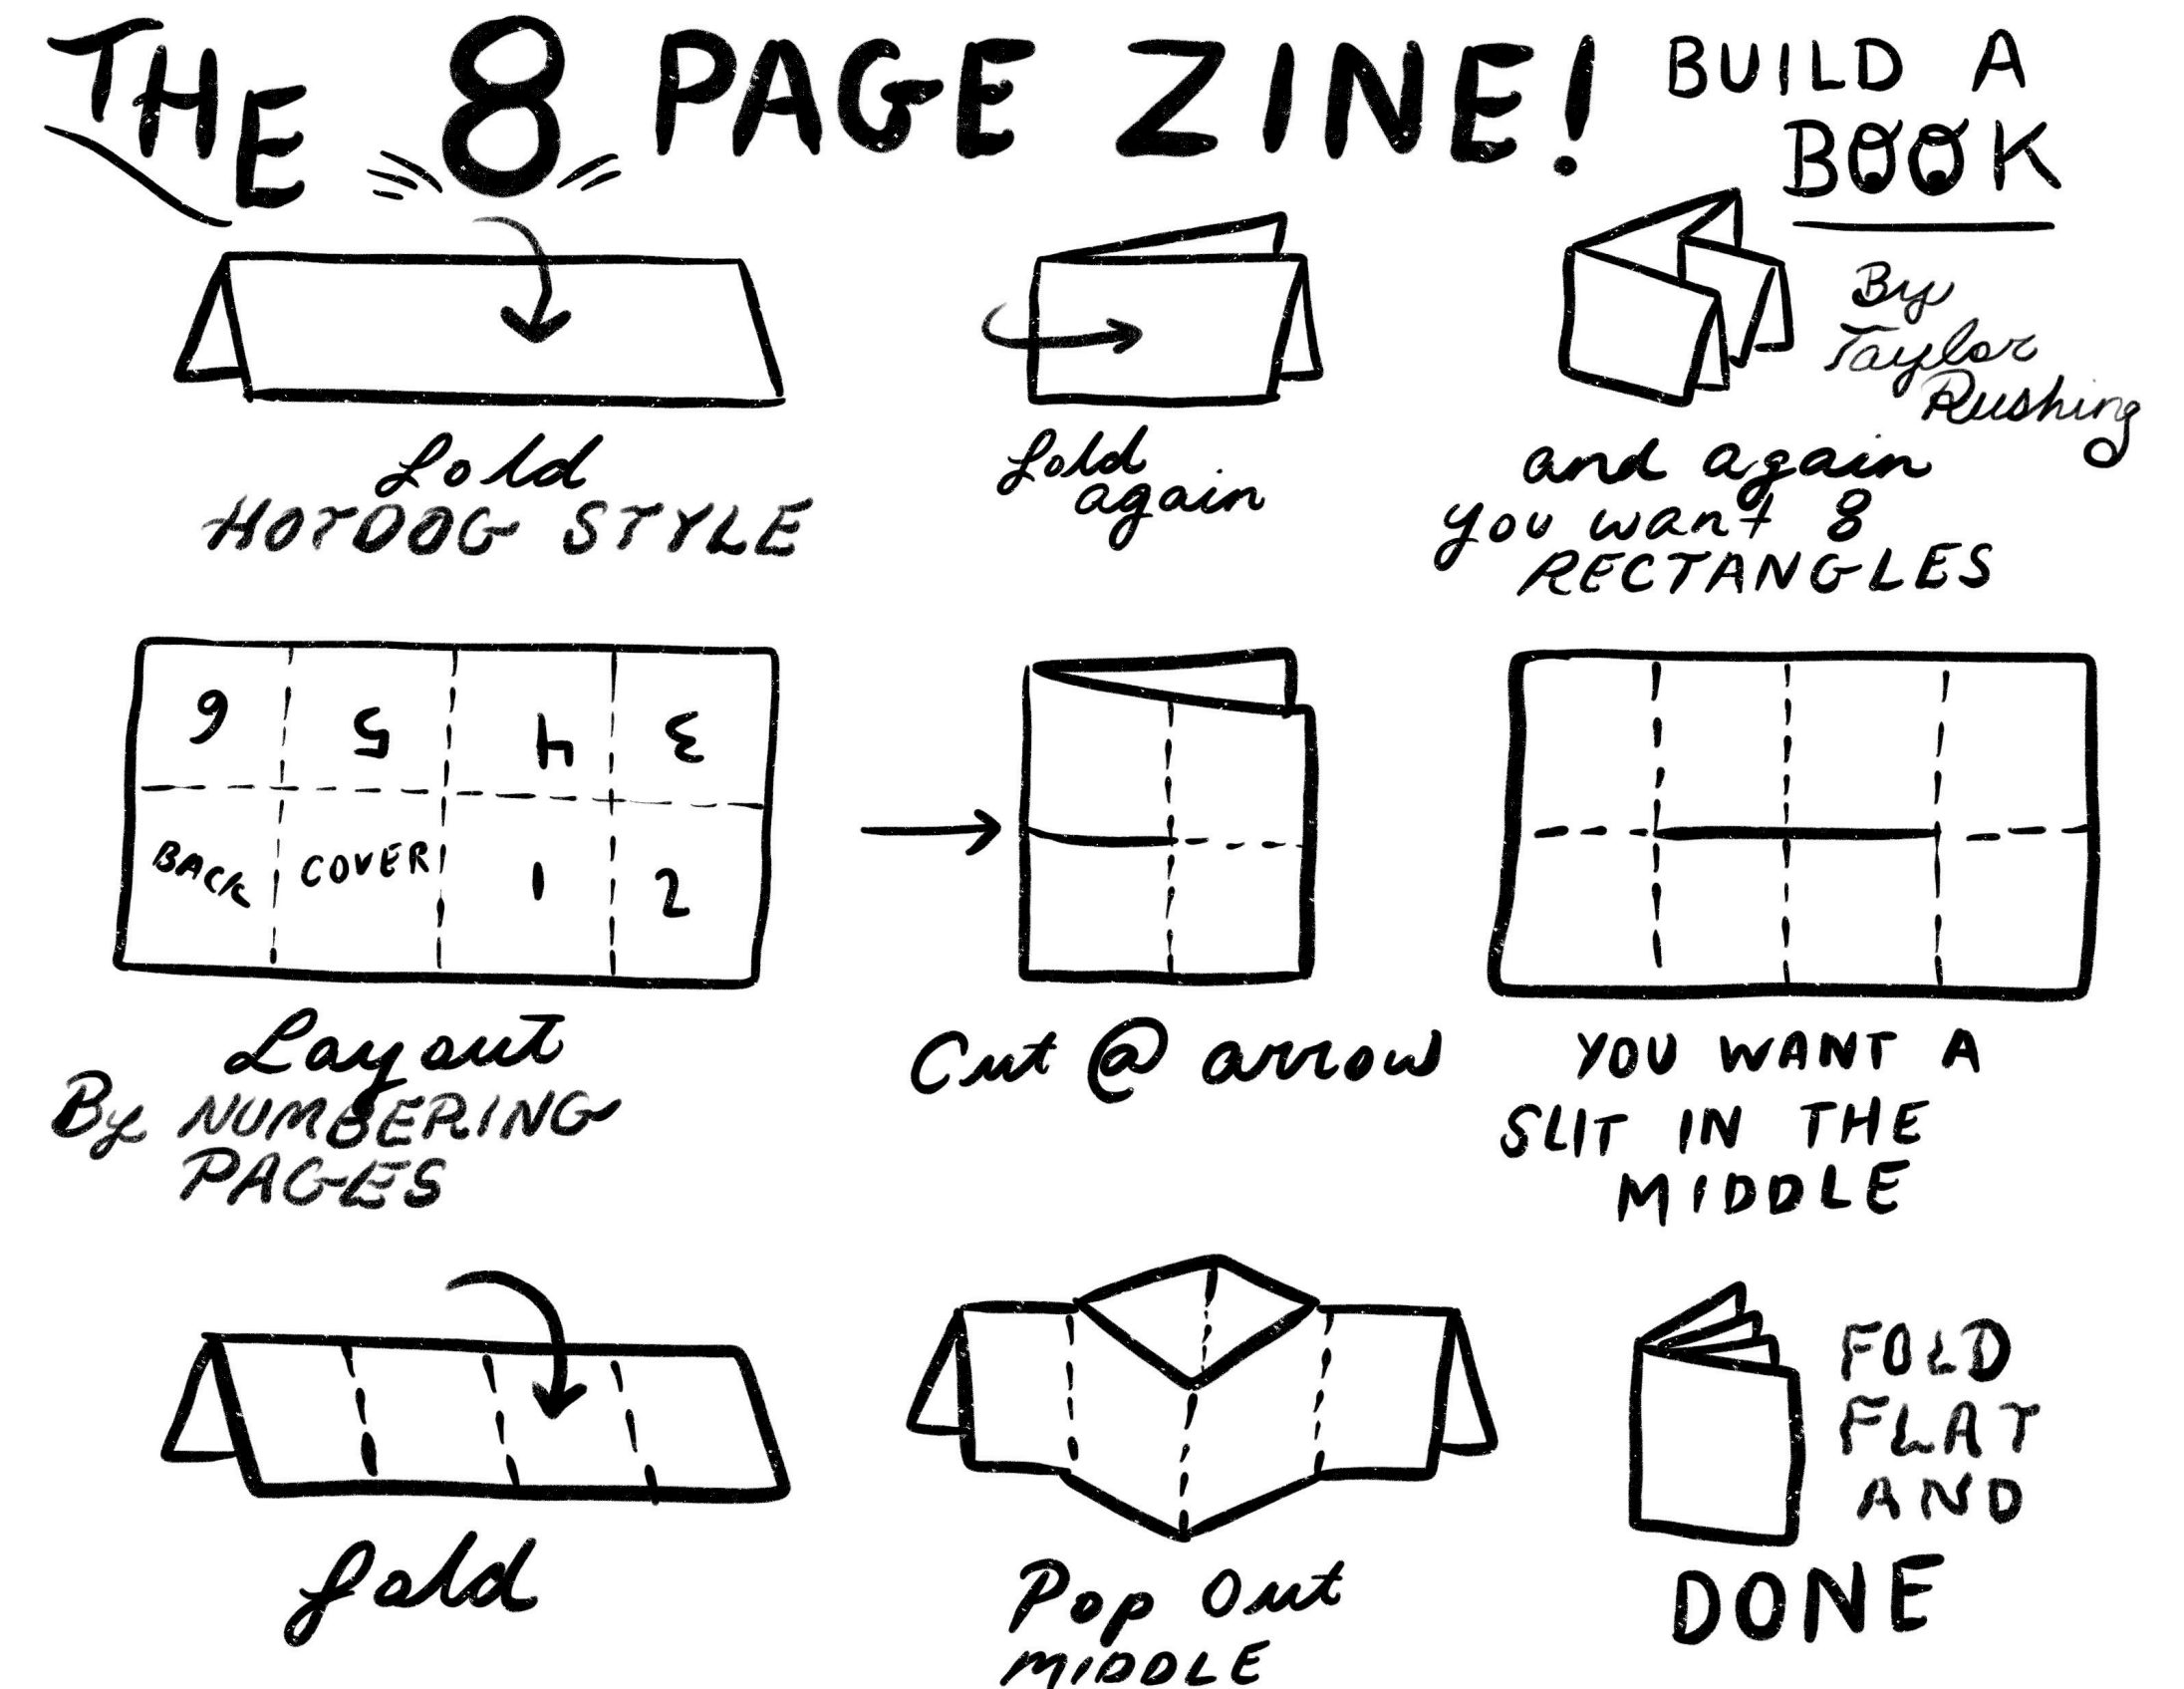 THE 8 PAGE ZINE!
BUILD A
BOOK
By
Taylor
Rushing
fold
HOTDOG STYLE
fold
again
and again
you want 8
RECTANGLES
6 5 4 3
BACK COVER 1 2
Layout
By NUMBERING
PAGES
Cut @ arrow
YOU WANT A
SLIT IN THE
MIDDLE
fold
Pop Out
MIDDLE
FOLD
FLAT
AND
DONE